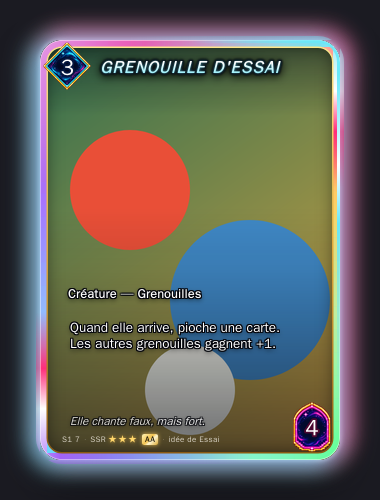 3
GRENOUILLE D'ESSAI
Créature — Grenouilles
Quand elle arrive, pioche une carte.
Les autres grenouilles gagnent +1.
Elle chante faux, mais fort.
S1 7 · SSR ★★★ AA idée de Essai
4